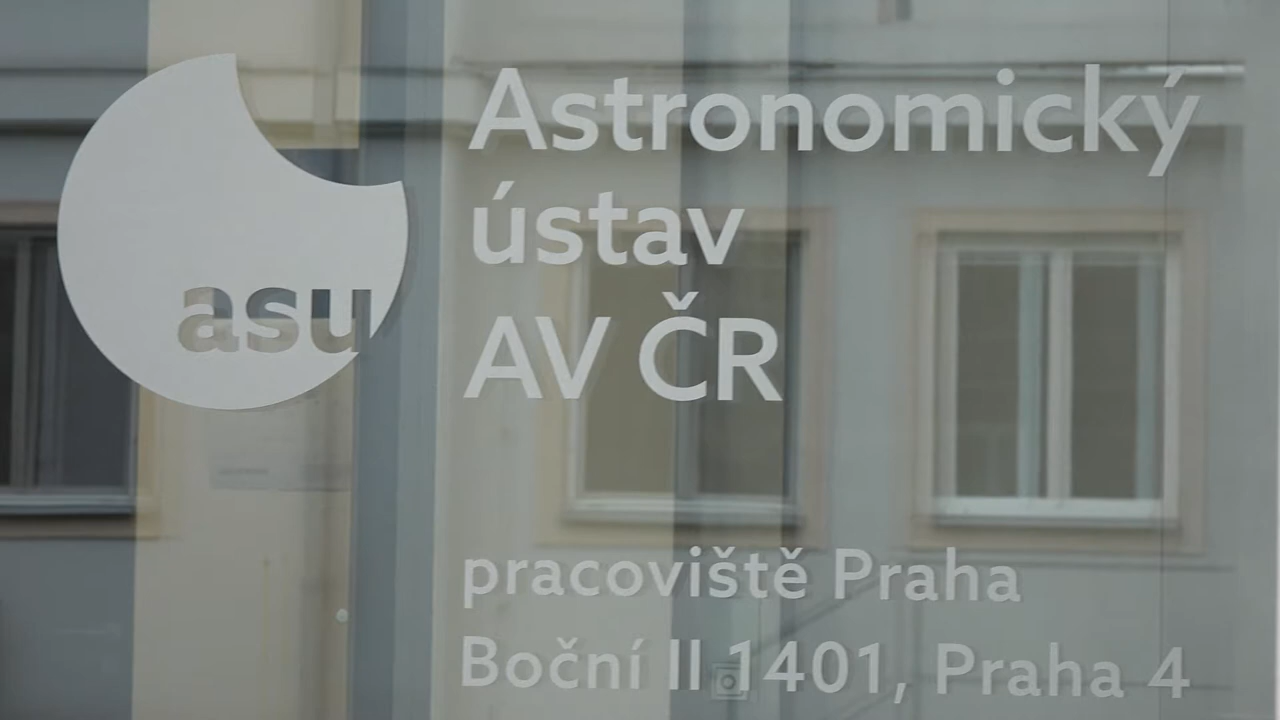 asu
Astronomický
ústav
AV ČR
pracoviště Praha
Boční II 1401, Praha 4